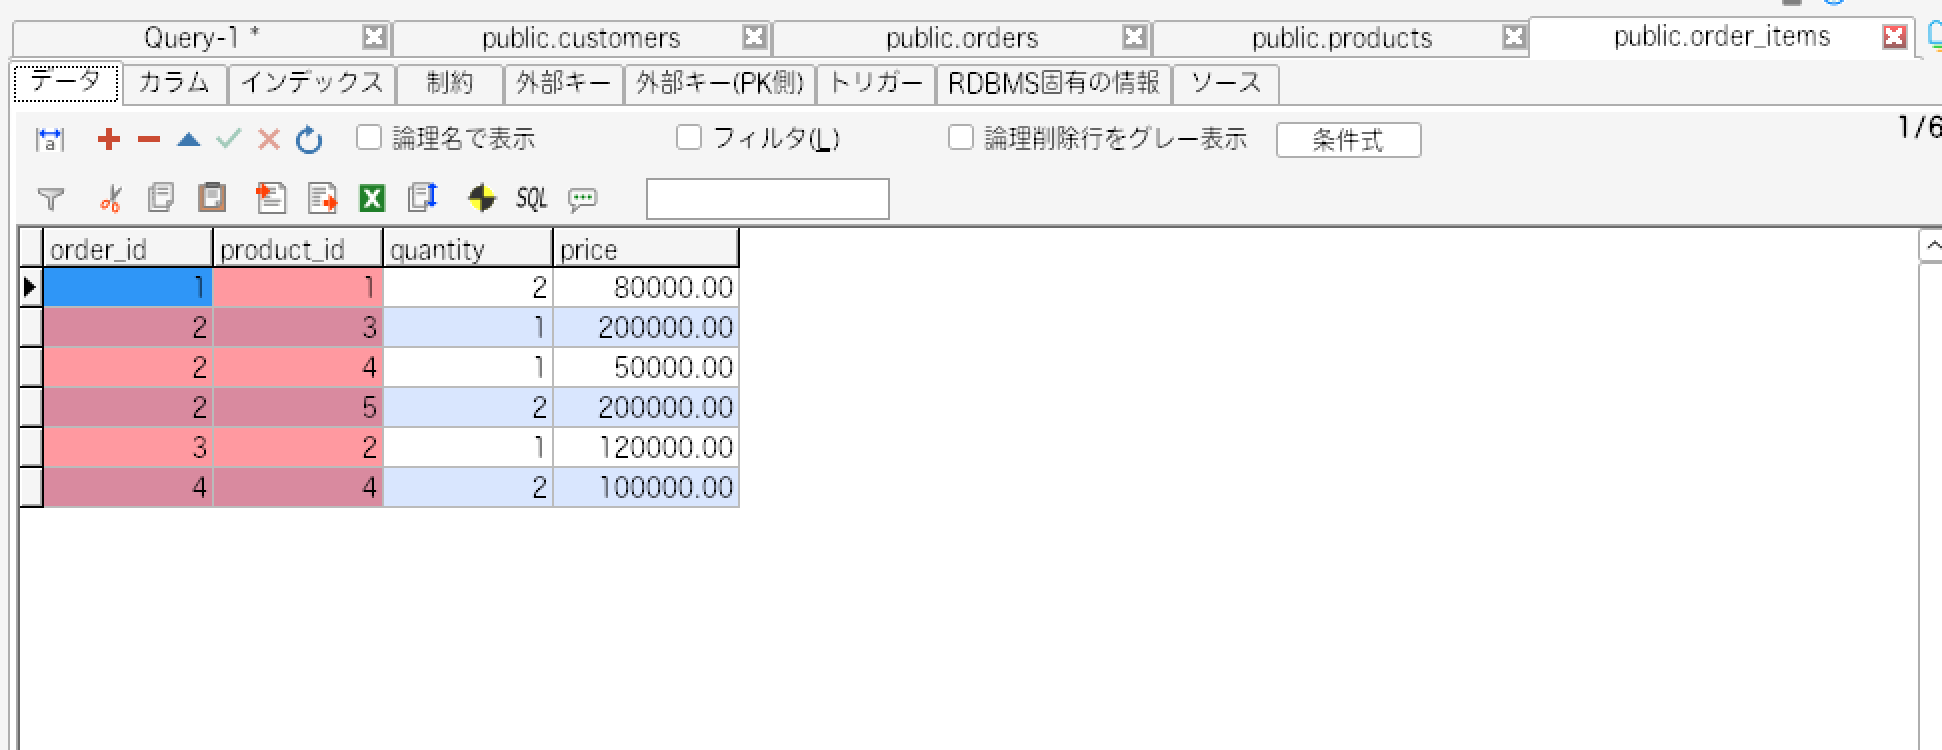 Query-1 * public.customers public.orders public.products public.order_items
データ カラム インデックス 制約 外部キー 外部キー(PK側) トリガー RDBMS固有の情報 ソース
a 論理名で表示 フィルタ(L) 論理削除行をグレー表示 条件式 1/6
X SQL
order_id product_id quantity price
1 1 2 80000.00
2 3 1 200000.00
2 4 1 50000.00
2 5 2 200000.00
3 2 1 120000.00
4 4 2 100000.00